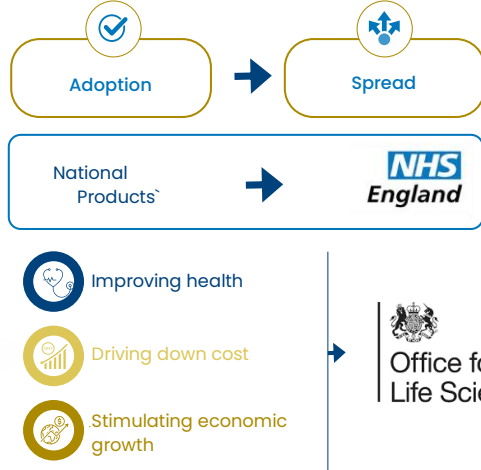 Adoption
Spread
National
Products`
NHS
England
Improving health
Driving down cost
Stimulating economic
growth
Office fo
Life Scie